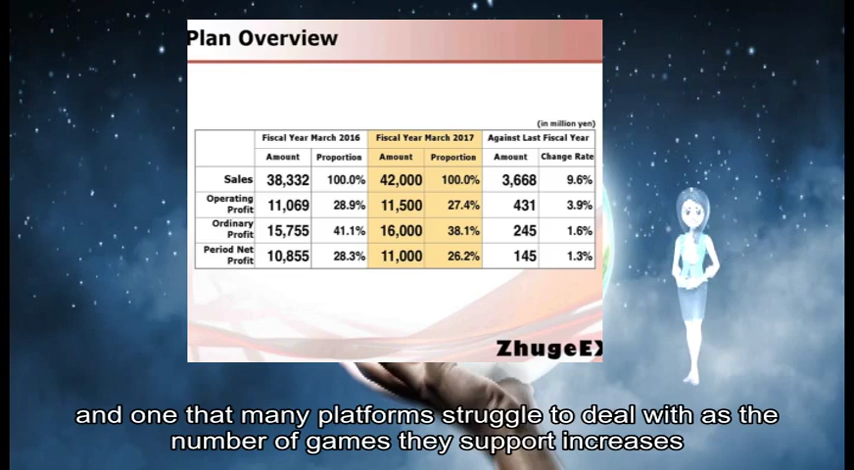 Plan Overview
(in million yen)
Fiscal Year March 2016 Fiscal Year March 2017 Against Last Fiscal Year
Amount Proportion Amount Proportion Amount Change Rate
Sales 38,332 100.0% 42,000 100.0% 3,668 9.6%
Operating Profit 11,069 28.9% 11,500 27.4% 431 3.9%
Ordinary Profit 15,755 41.1% 16,000 38.1% 245 1.6%
Period Net Profit 10,855 28.3% 11,000 26.2% 145 1.3%
ZhugeEX
and one that many platforms struggle to deal with as the
number of games they support increases